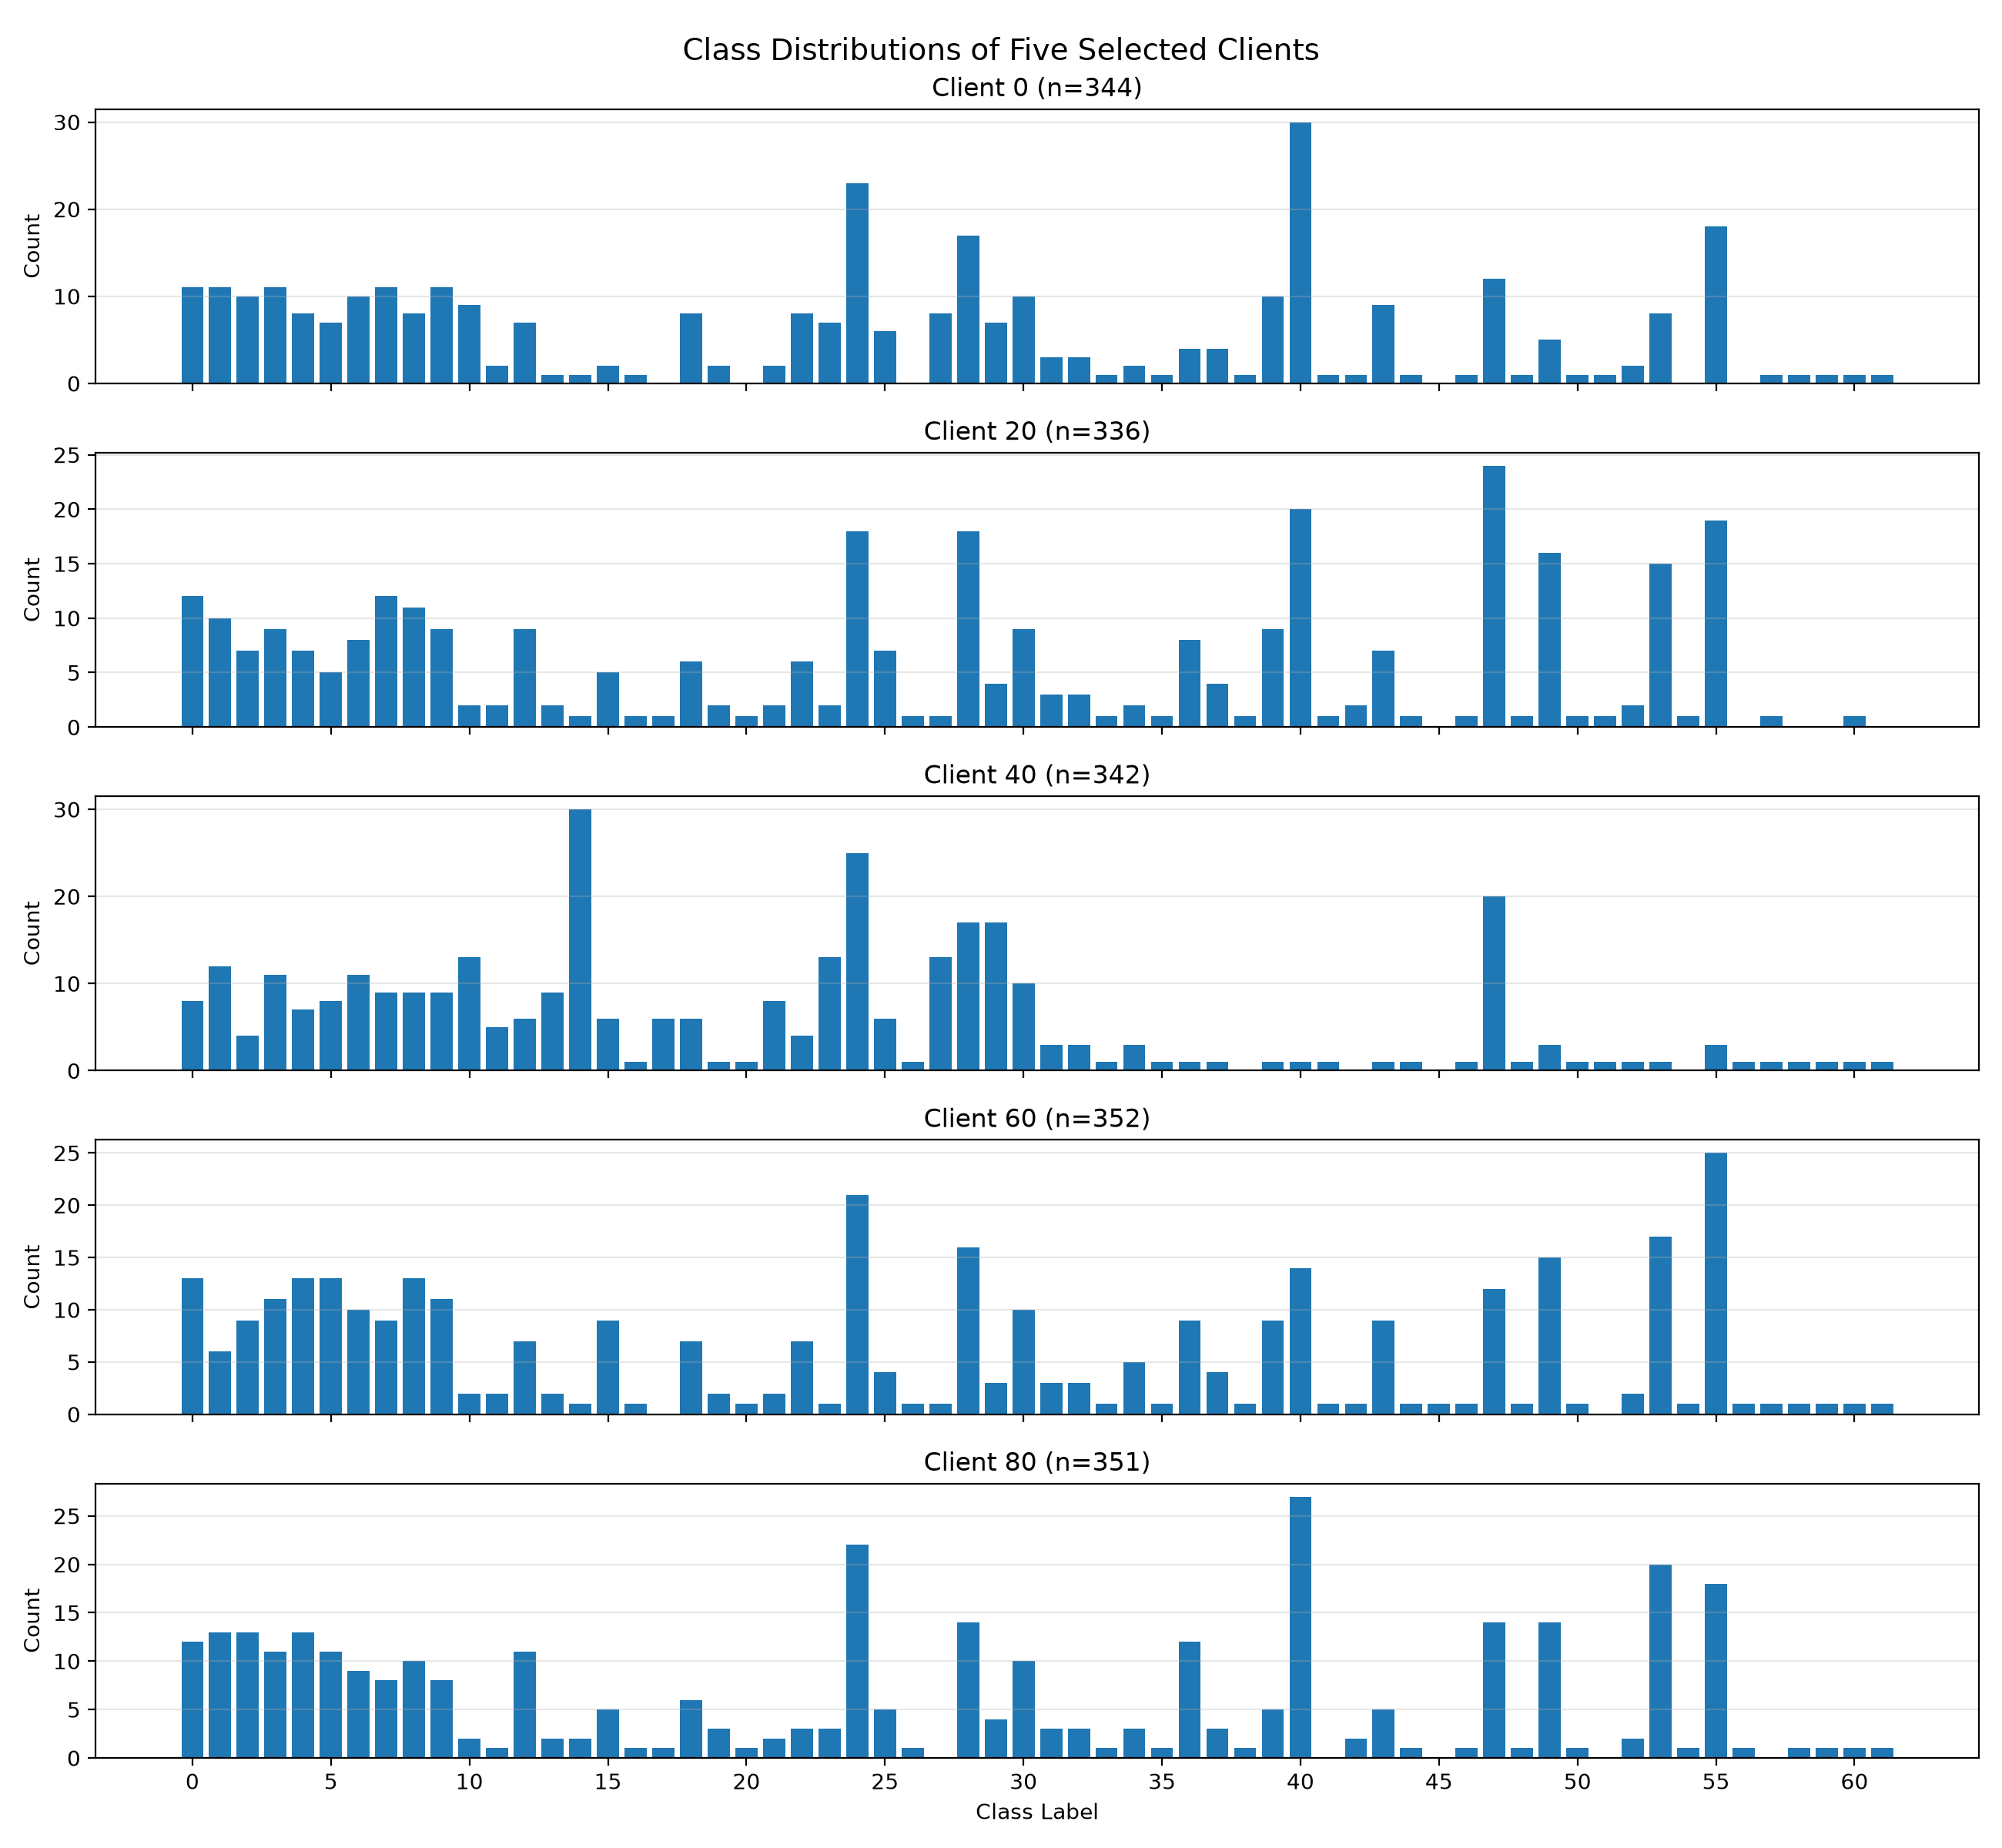 Class Distributions of Five Selected Clients
Client 0 (n=344)
30
20
10
0
Count
Client 20 (n=336)
25
20
15
10
5
0
Count
Client 40 (n=342)
30
20
10
0
Count
Client 60 (n=352)
25
20
15
10
5
0
Count
Client 80 (n=351)
25
20
15
10
5
0
Count
0 5 10 15 20 25 30 35 40 45 50 55 60
Class Label